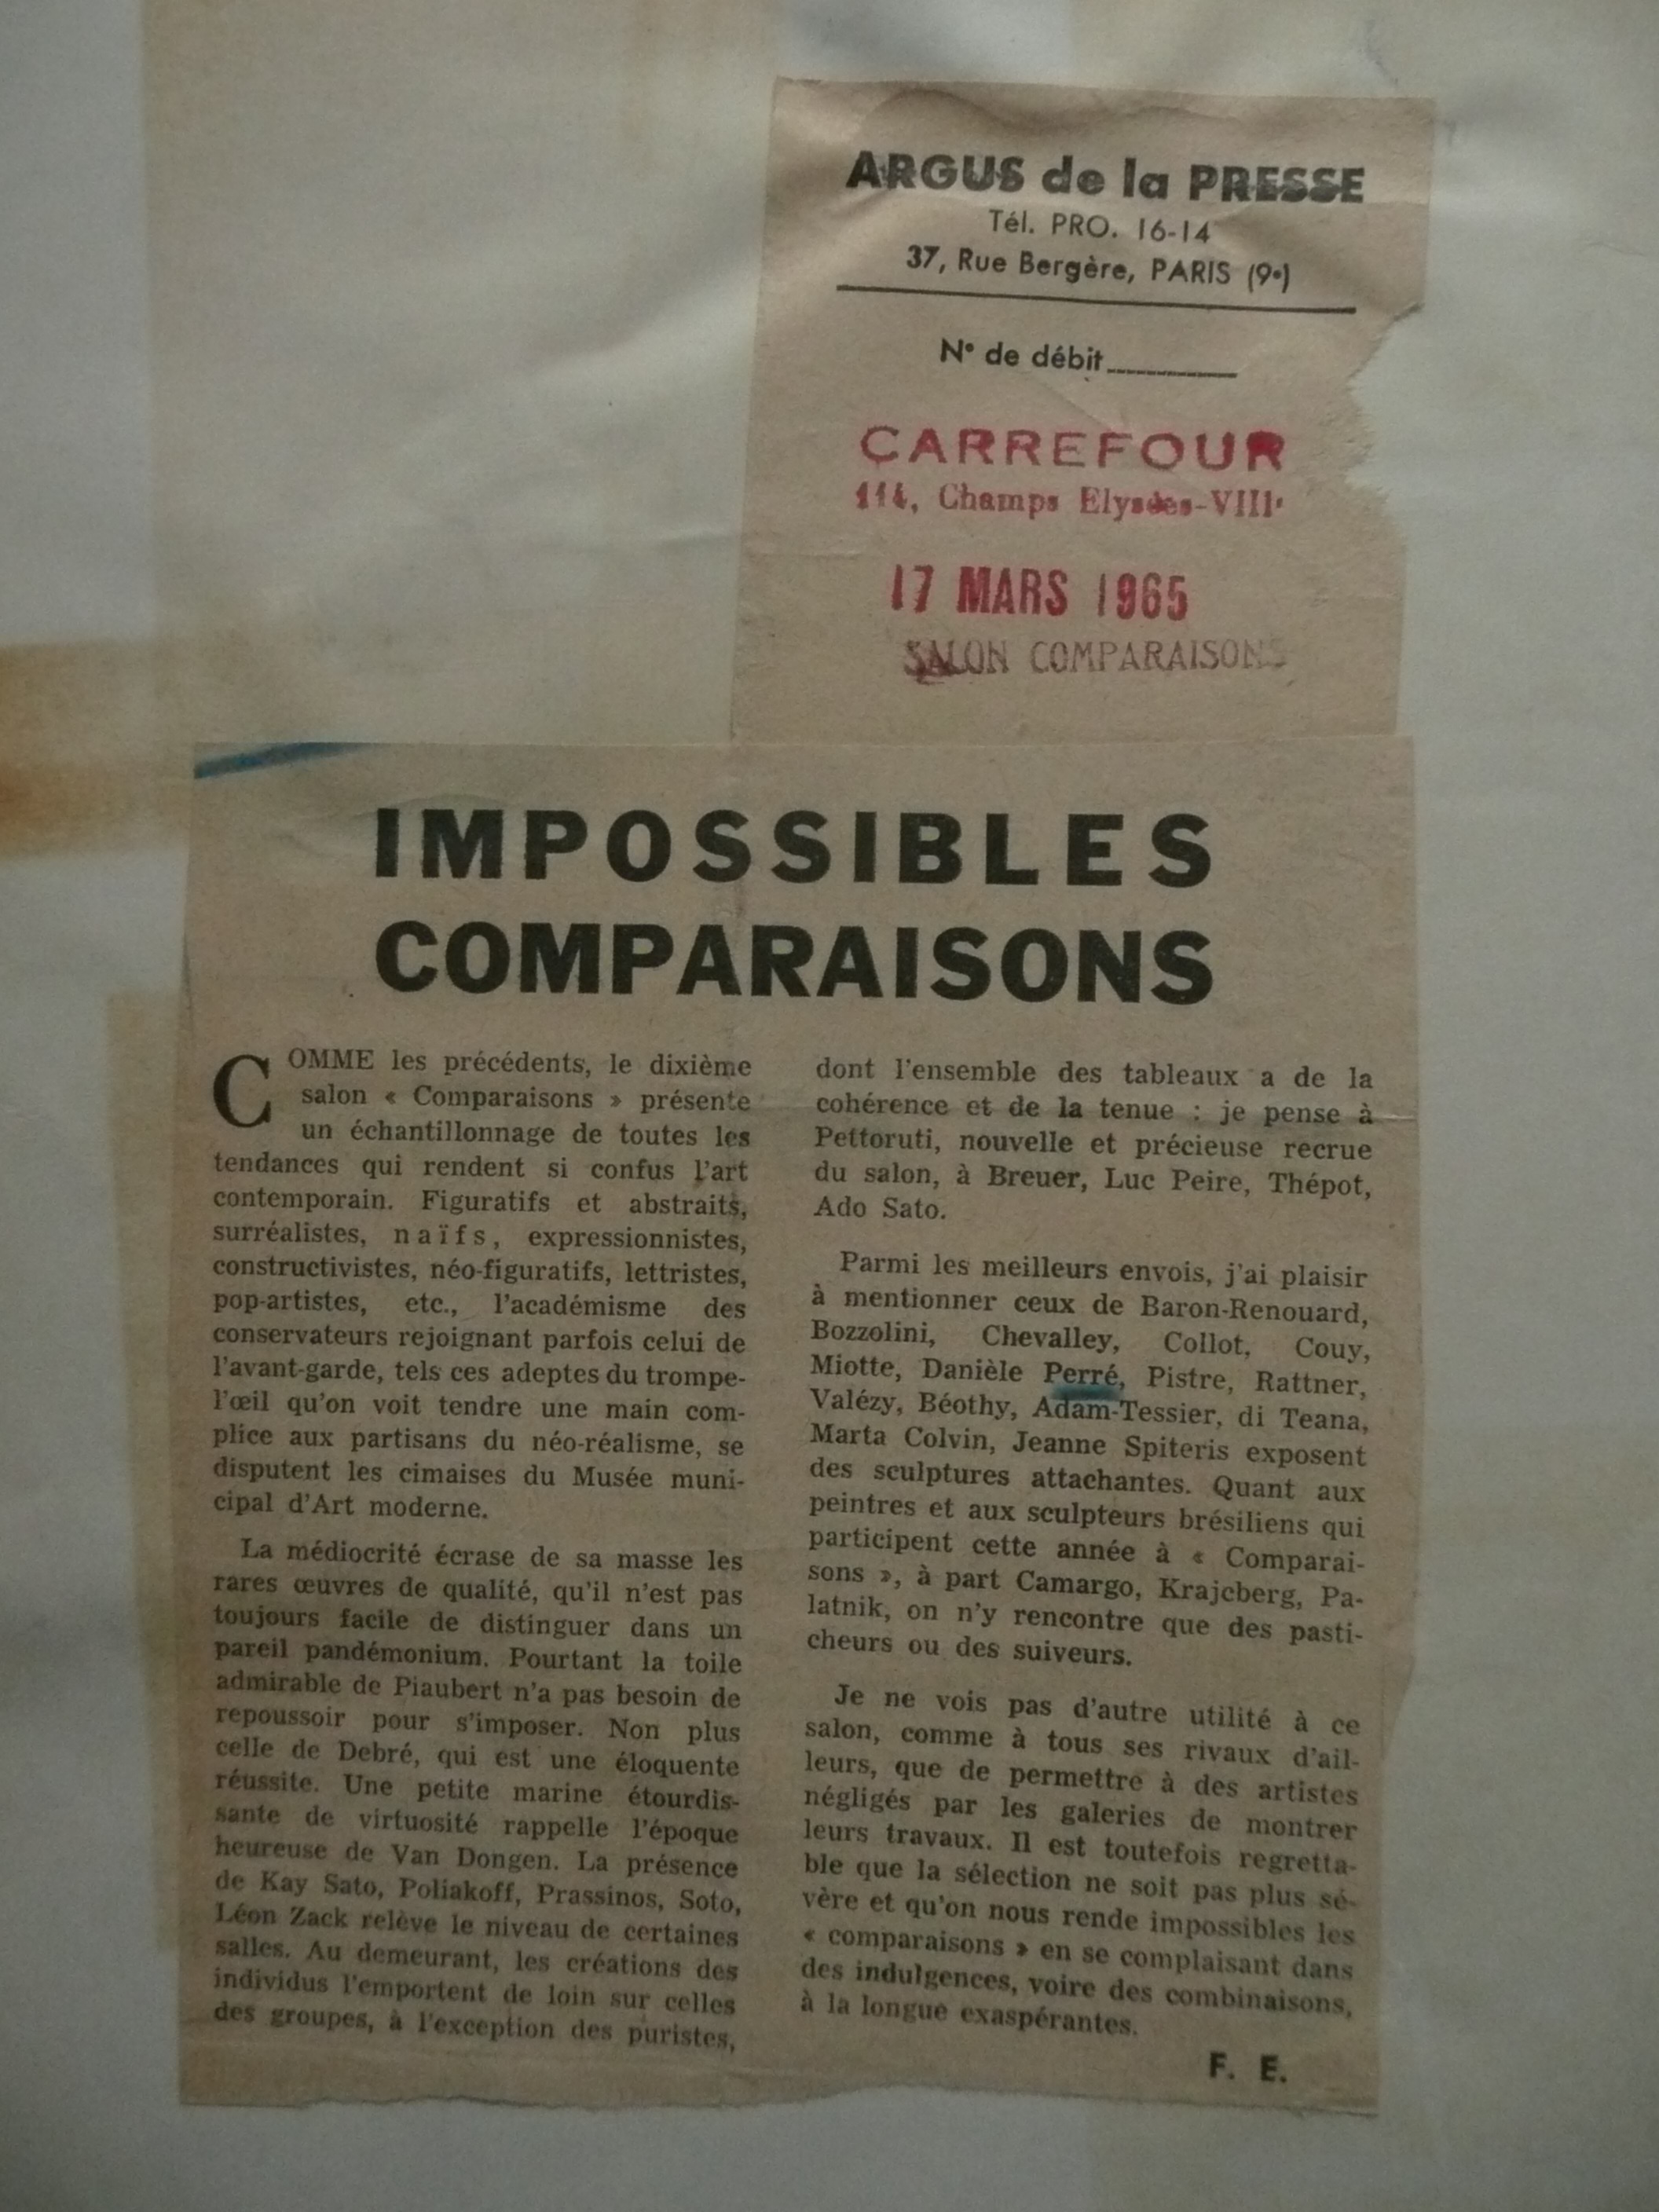 ARGUS de la PRESSE
Tél. PRO. 16-14
37, Rue Bergère, PARIS (9e)
N° de débit
CARREFOUR
114, Champs Elysées-VIIIe
17 MARS 1965
SALON COMPARAISONS
IMPOSSIBLES
COMPARAISONS
COMME les précédents, le dixième
salon « Comparaisons » présente
un échantillonnage de toutes les
tendances qui rendent si confus l'art
contemporain. Figuratifs et abstraits,
surréalistes, naïfs, expressionnistes,
constructivistes, néo-figuratifs, lettristes,
pop-artistes, etc., l'académisme des
conservateurs rejoignant parfois celui de
l'avant-garde, tels ces adeptes du trompe-
l'œil qu'on voit tendre une main com-
plice aux partisans du néo-réalisme, se
disputent les cimaises du Musée muni-
cipal d'Art moderne.
La médiocrité écrase de sa masse les
rares œuvres de qualité, qu'il n'est pas
toujours facile de distinguer dans un
pareil pandémonium. Pourtant la toile
admirable de Piaubert n'a pas besoin de
repoussoir pour s'imposer. Non plus
celle de Debré, qui est une éloquente
réussite. Une petite marine étourdis-
sante de virtuosité rappelle l'époque
heureuse de Van Dongen. La présence
de Kay Sato, Poliakoff, Prassinos, Soto,
Léon Zack relève le niveau de certaines
salles. Au demeurant, les créations des
individus l'emportent de loin sur celles
des groupes, à l'exception des puristes,
dont l'ensemble des tableaux a de la
cohérence et de la tenue : je pense à
Pettoruti, nouvelle et précieuse recrue
du salon, à Breuer, Luc Peire, Thépot,
Ado Sato.
Parmi les meilleurs envois, j'ai plaisir
à mentionner ceux de Baron-Renouard,
Bozzolini, Chevalley, Collot, Couy,
Miotte, Danièle Perré, Pistre, Rattner,
Valézy, Béothy, Adam-Tessier, di Teana,
Marta Colvin, Jeanne Spiteris exposent
des sculptures attachantes. Quant aux
peintres et aux sculpteurs brésiliens qui
participent cette année à « Comparai-
sons », à part Camargo, Krajcberg, Pa-
latnik, on n'y rencontre que des pasti-
cheurs ou des suiveurs.
Je ne vois pas d'autre utilité à ce
salon, comme à tous ses rivaux d'ail-
leurs, que de permettre à des artistes
négligés par les galeries de montrer
leurs travaux. Il est toutefois regretta-
ble que la sélection ne soit pas plus sé-
vère et qu'on nous rende impossibles les
« comparaisons » en se complaisant dans
des indulgences, voire des combinaisons,
à la longue exaspérantes.
F. E.